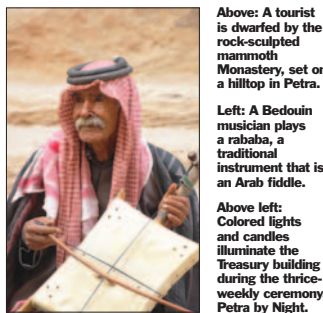 Above: A tourist
is dwarfed by the
rock-sculpted
mammoth
Monastery, set on
a hilltop in Petra.
Left: A Bedouin
musician plays
a rababa, a
traditional
instrument that is
an Arab fiddle.
Above left:
Colored lights
and candles
illuminate the
Treasury building
during the thrice-
weekly ceremony
Petra by Night.